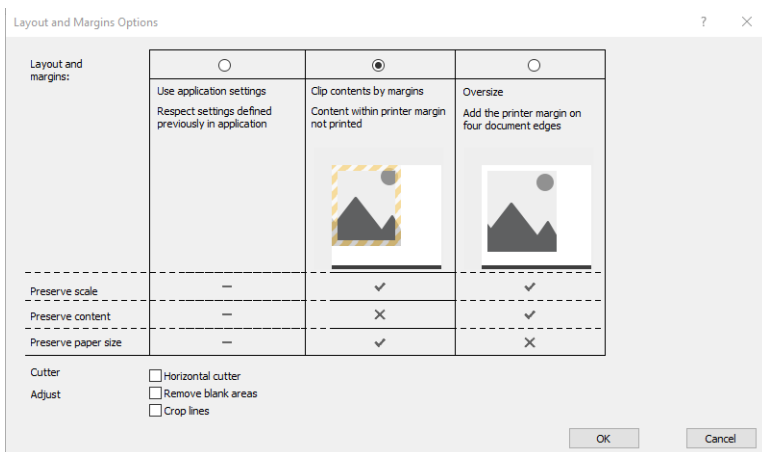 Layout and Margins Options
?
×
Layout and
margins:
Use application settings
Respect settings defined
previously in application
Clip contents by margins
Content within printer margin
not printed
Oversize
Add the printer margin on
four document edges
Preserve scale
Preserve content
Preserve paper size
Cutter
Horizontal cutter
Adjust
Remove blank areas
Crop lines
OK
Cancel